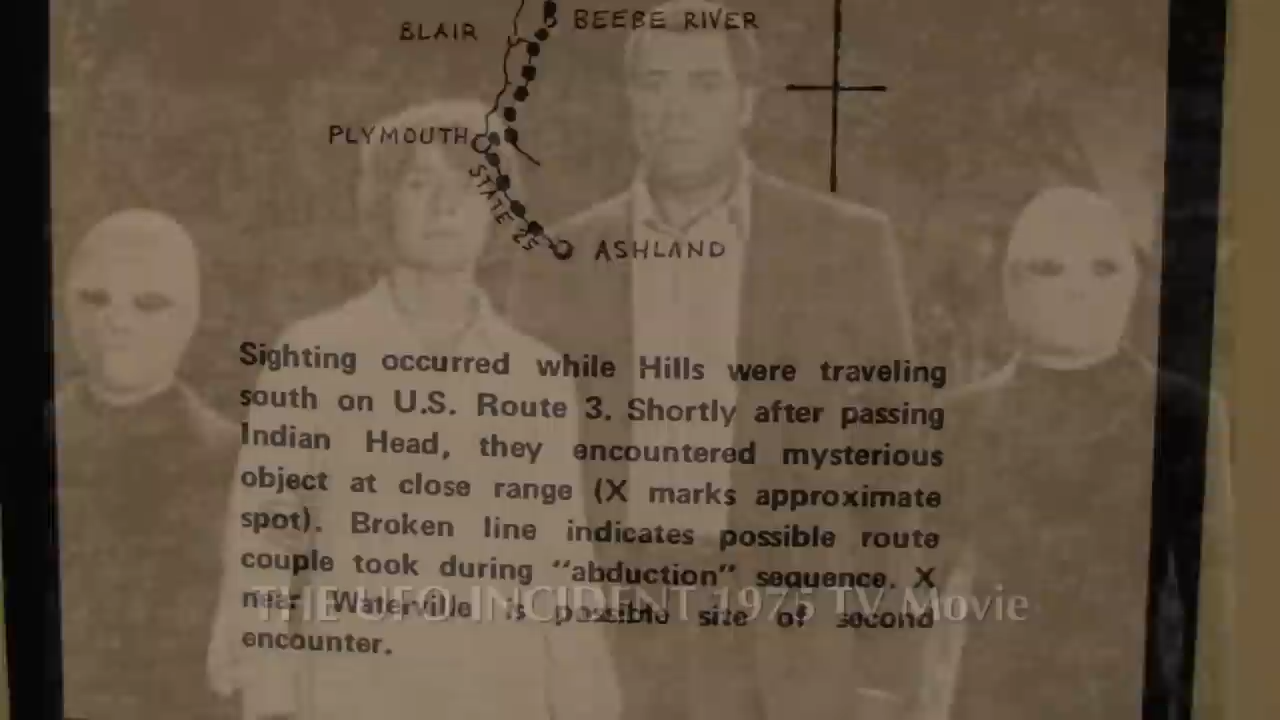 BEEBE RIVER
BLAIR
PLYMOUTH
STATE 25
ASHLAND
Sighting occurred while Hills were traveling
south on U.S. Route 3. Shortly after passing
Indian Head, they encountered mysterious
object at close range (X marks approximate
spot). Broken line indicates possible route
couple took during “abduction” sequence. X
near Waterville is possible site of second
encounter.
THE UFO INCIDENT 1975 TV Movie